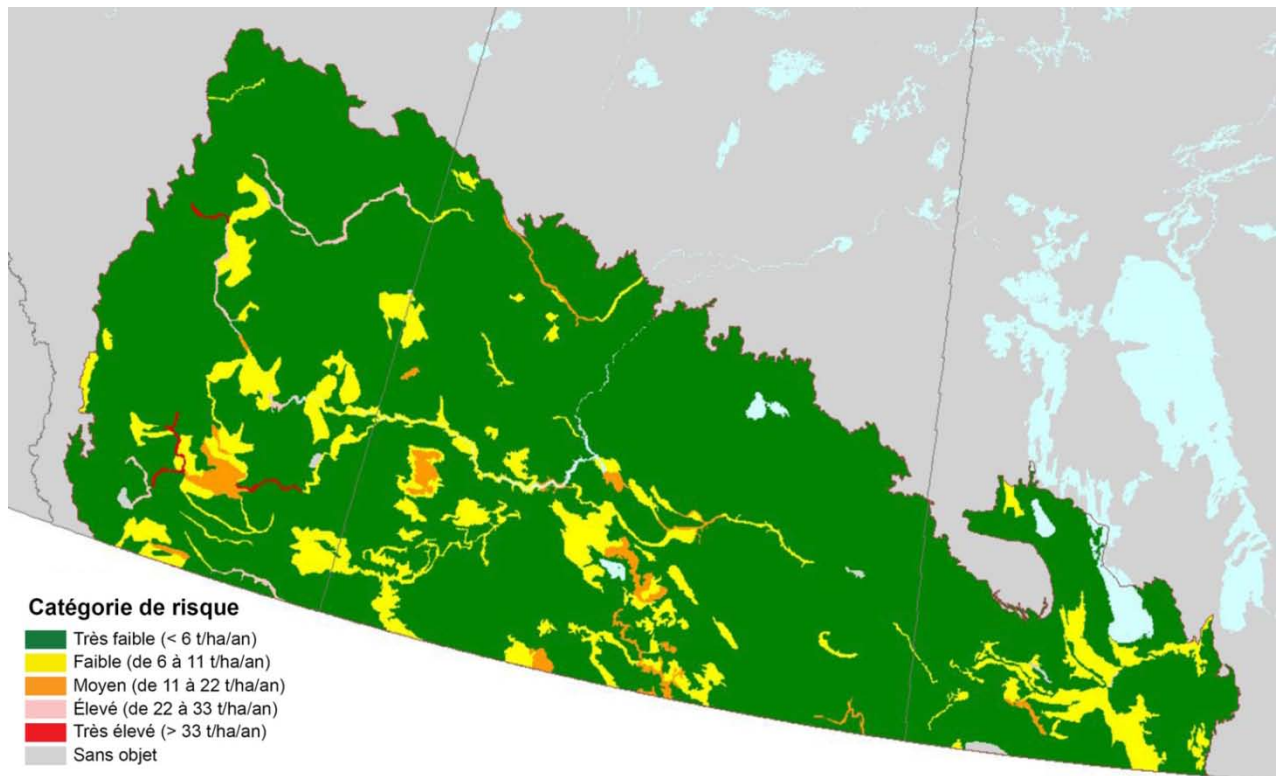 Catégorie de risque
Très faible (< 6 t/ha/an)
Faible (de 6 à 11 t/ha/an)
Moyen (de 11 à 22 t/ha/an)
Élevé (de 22 à 33 t/ha/an)
Très élevé (> 33 t/ha/an)
Sans objet